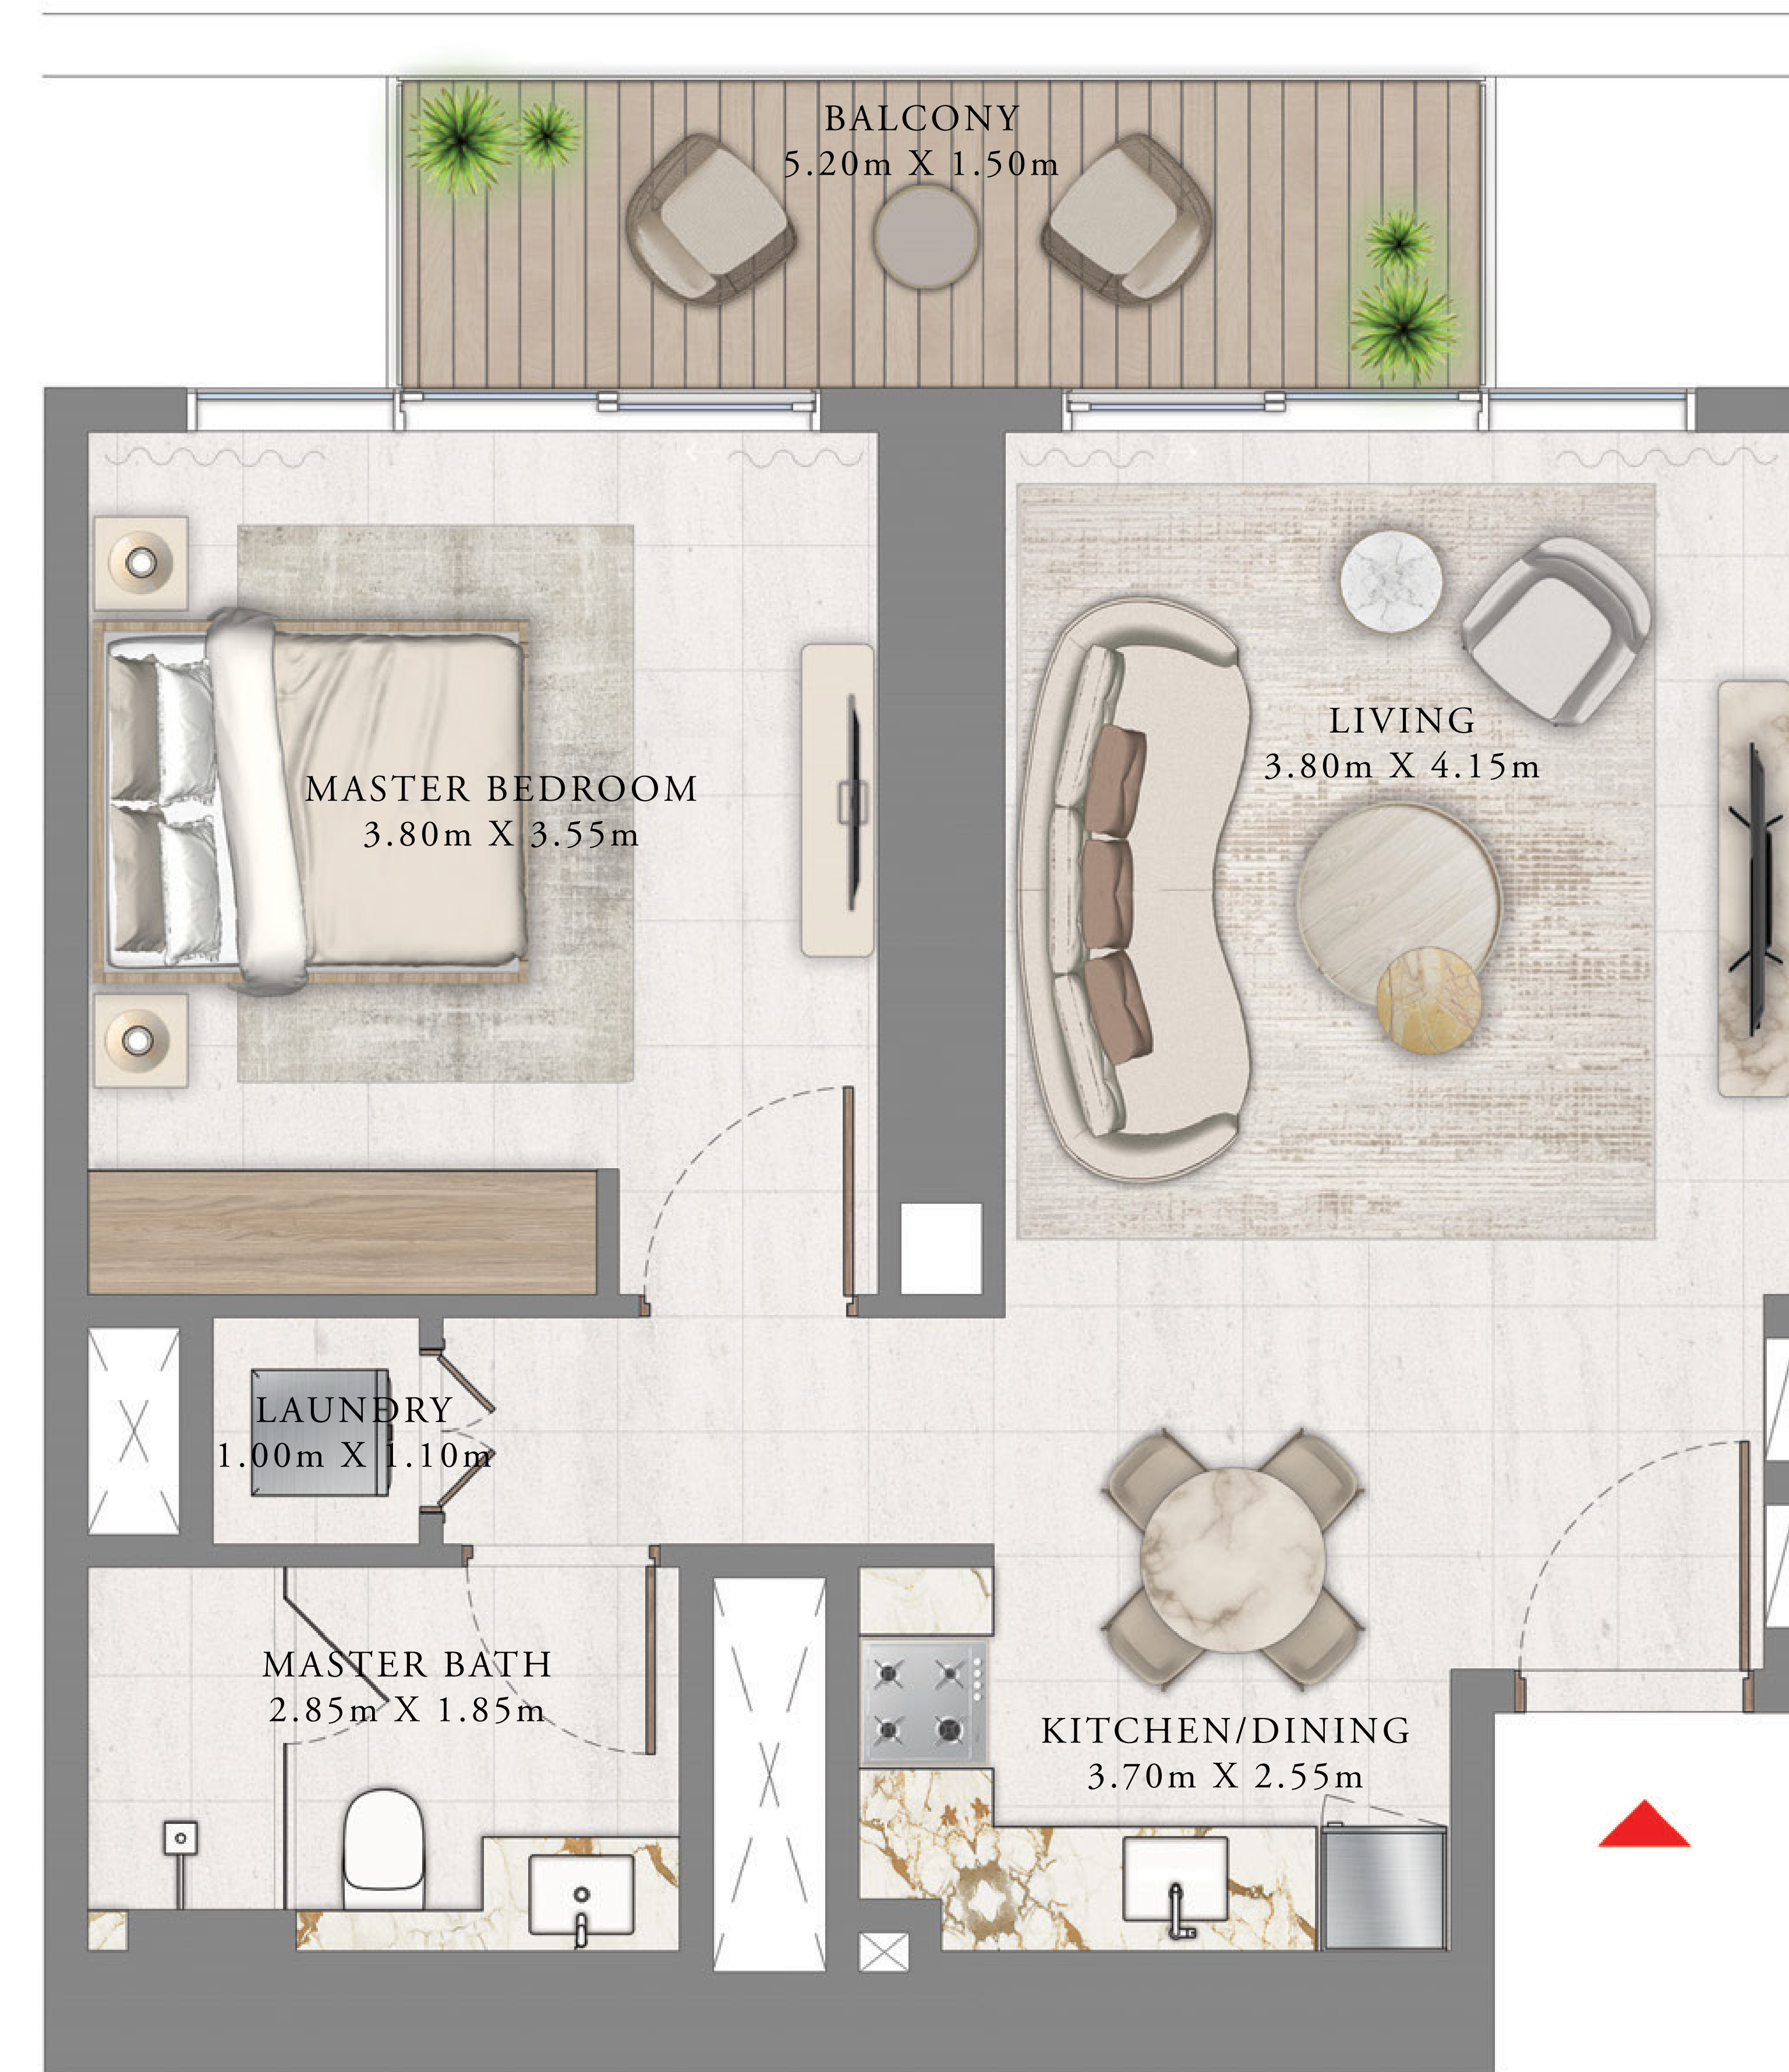 BALCONY
5.20m X 1.50m
MASTER BEDROOM
3.80m X 3.55m
LIVING
3.80m X 4.15m
LAUNDRY
1.00m X 1.10m
MASTER BATH
2.85m X 1.85m
KITCHEN/DINING
3.70m X 2.55m